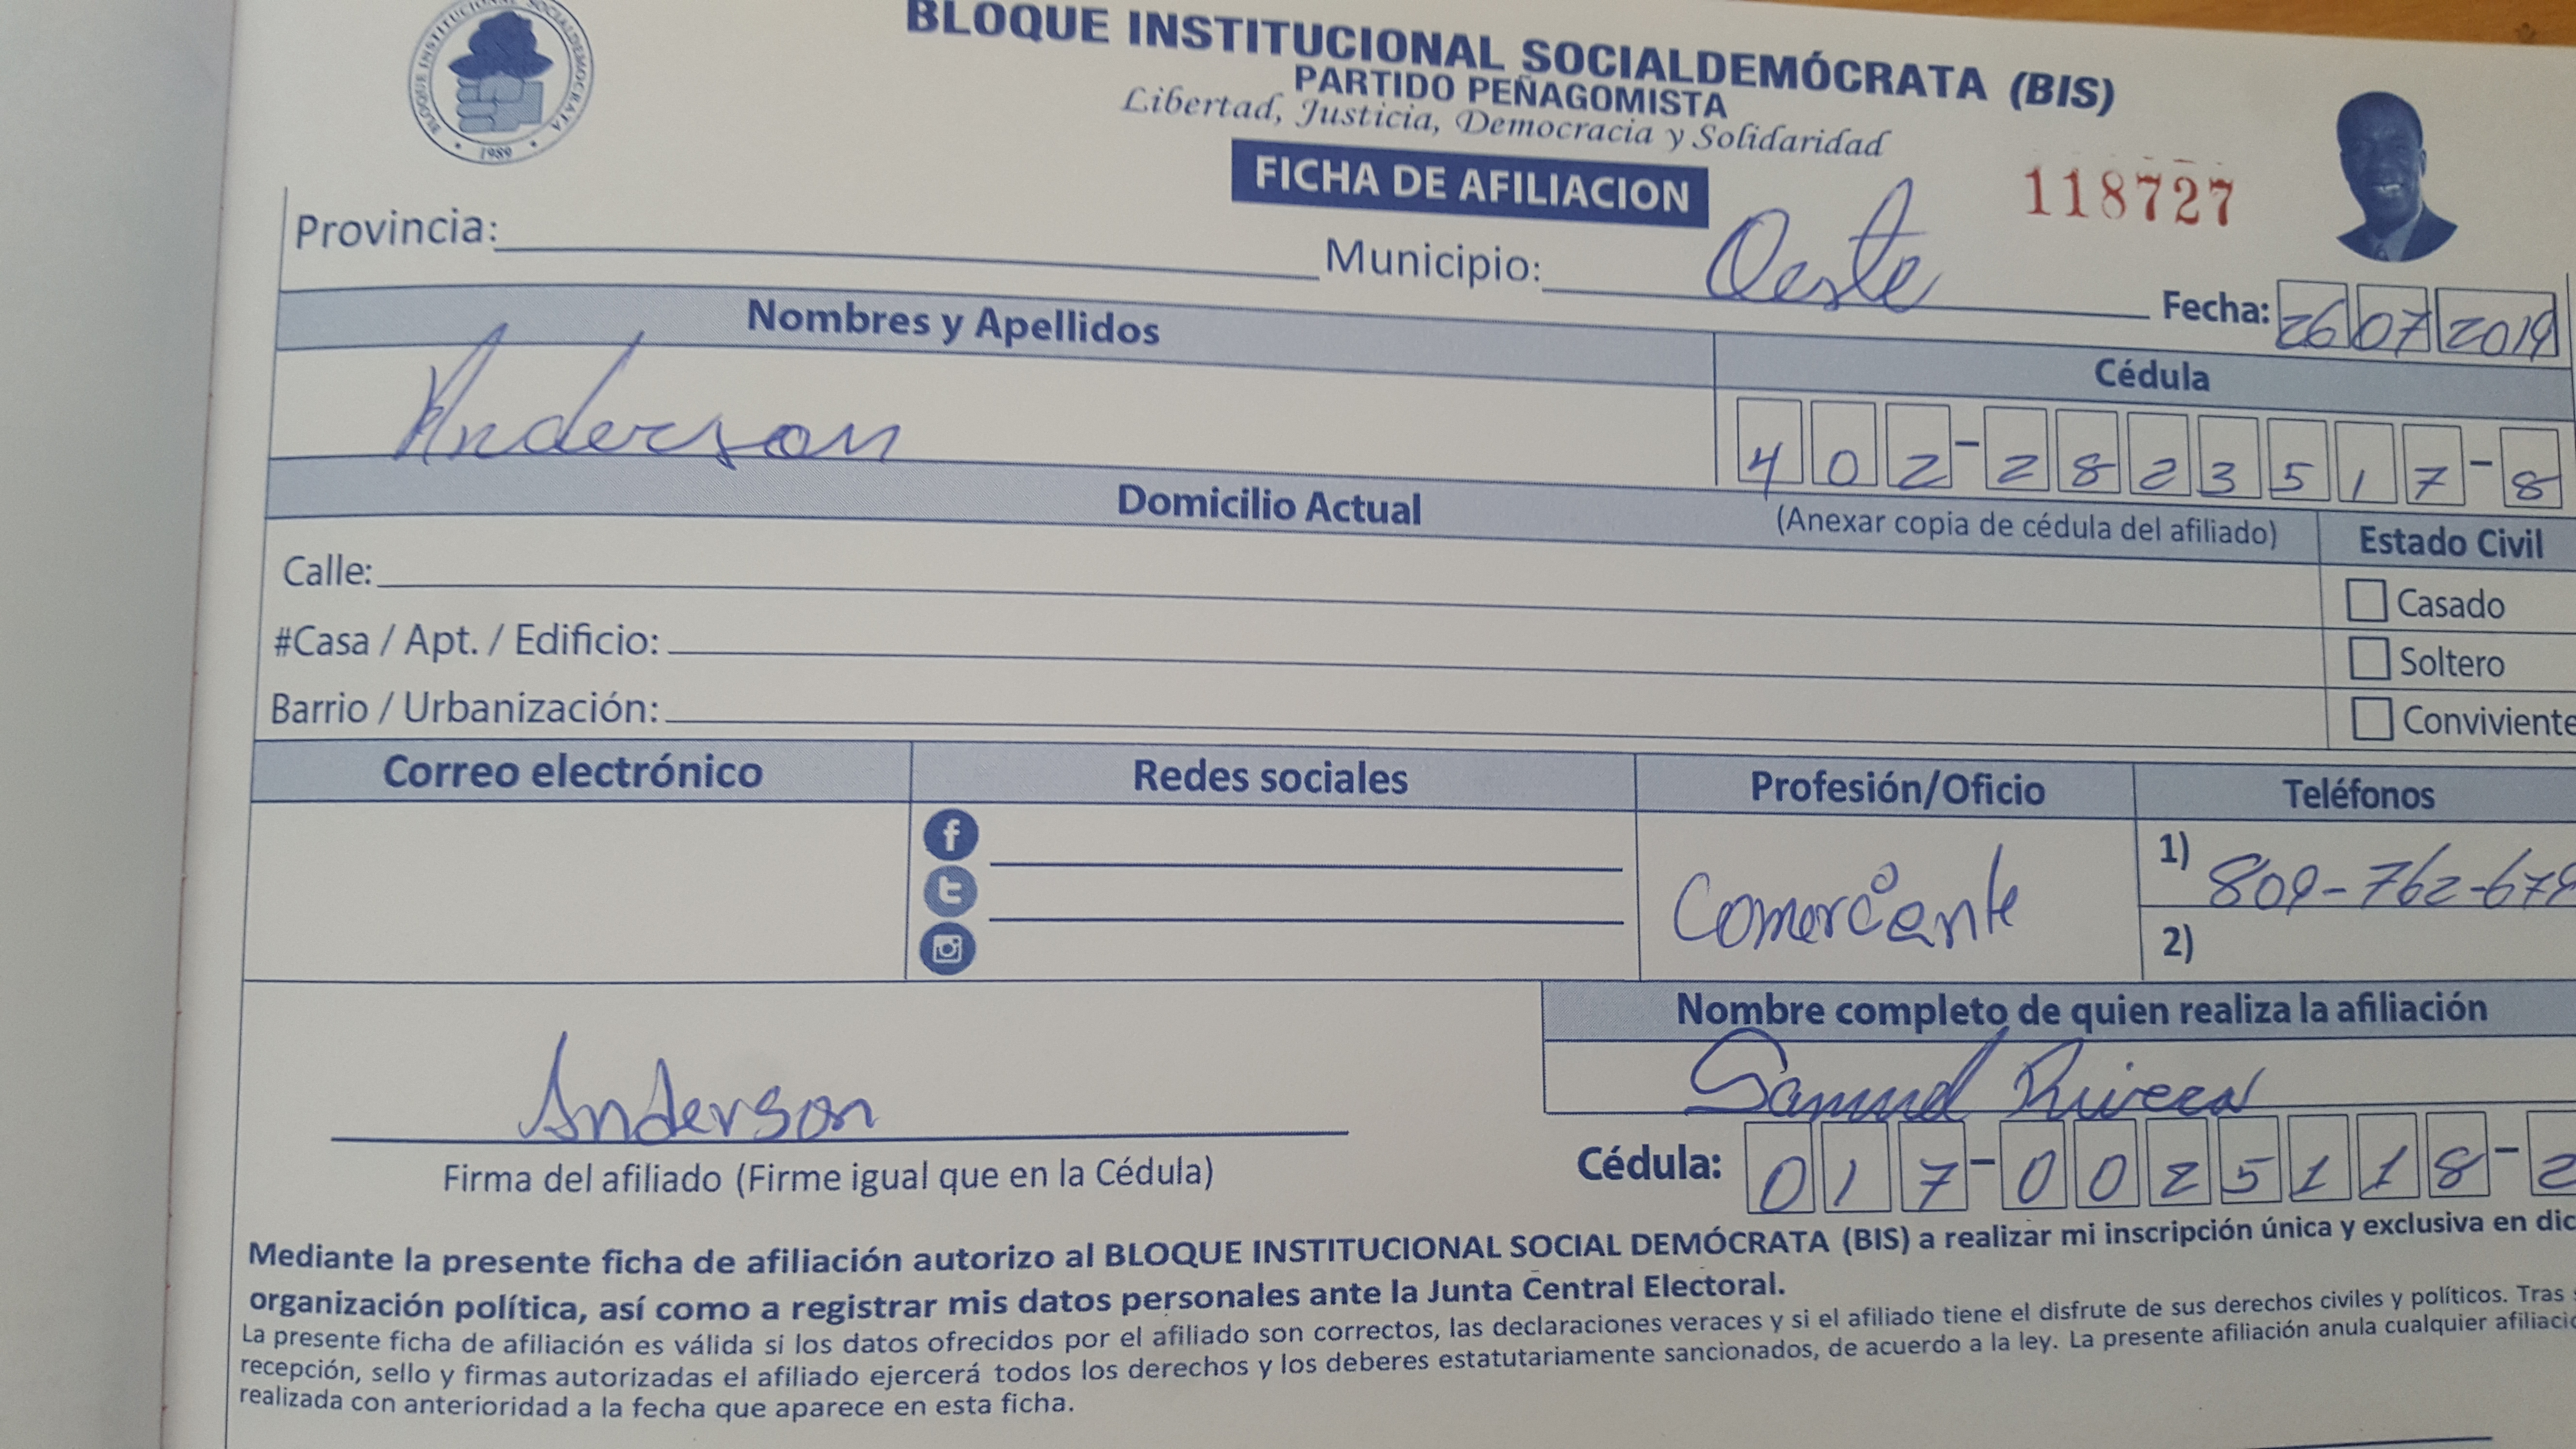 BLOQUE INSTITUCIONAL SOCIALDEMÓCRATA
1989
BLOQUE INSTITUCIONAL SOCIALDEMÓCRATA (BIS)
PARTIDO PEÑAGOMISTA
Libertad, Justicia, Democracia y Solidaridad
FICHA DE AFILIACION
118727
Provincia: Municipio: Oeste Fecha: 26 07 2019
Nombres y Apellidos
Cédula
Anderson
402-2823517-8
Domicilio Actual
(Anexar copia de cédula del afiliado)
Estado Civil
Calle:
Casado
#Casa / Apt. / Edificio:
Soltero
Barrio / Urbanización:
Conviviente
Correo electrónico Redes sociales Profesión/Oficio Teléfonos
Comerciante
1) 809-762-679
2)
Nombre completo de quien realiza la afiliación
Samuel Rivera
Anderson
Firma del afiliado (Firme igual que en la Cédula)
Cédula: 017-0025118-2
Mediante la presente ficha de afiliación autorizo al BLOQUE INSTITUCIONAL SOCIAL DEMÓCRATA (BIS) a realizar mi inscripción única y exclusiva en dic
organización política, así como a registrar mis datos personales ante la Junta Central Electoral.
La presente ficha de afiliación es válida si los datos ofrecidos por el afiliado son correctos, las declaraciones veraces y si el afiliado tiene el disfrute de sus derechos civiles y políticos. Tras
recepción, sello y firmas autorizadas el afiliado ejercerá todos los derechos y los deberes estatutariamente sancionados, de acuerdo a la ley. La presente afiliación anula cualquier afiliació
realizada con anterioridad a la fecha que aparece en esta ficha.